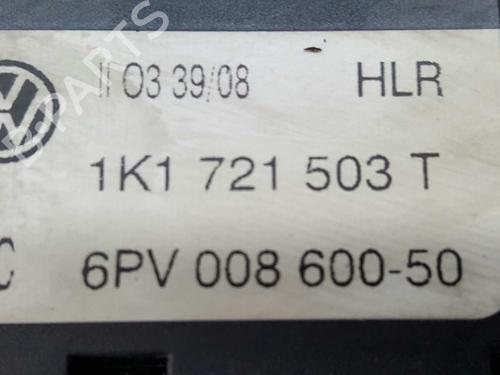 II 03 39/08 HLR
1K1 721 503 T
C 6PV 008 600-50